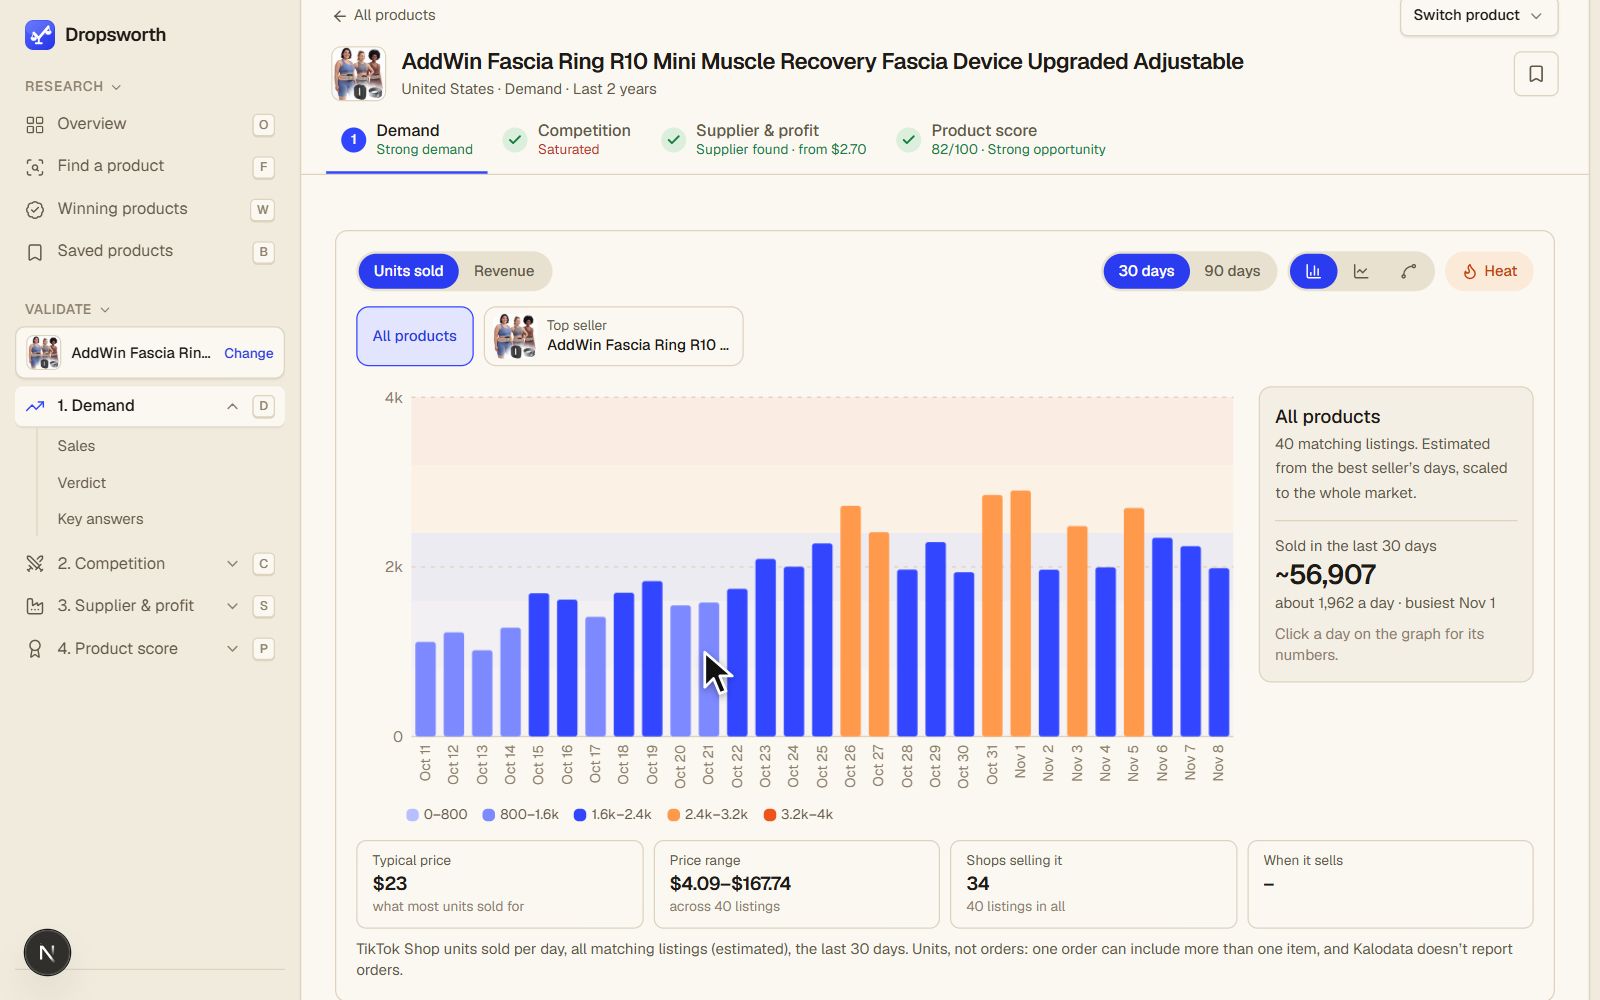 Dropsworth
RESEARCH
Overview
O
Find a product
F
Winning products
W
Saved products
B
VALIDATE
AddWin Fascia Rin...
Change
1. Demand
D
Sales
Verdict
Key answers
2. Competition
C
3. Supplier & profit
S
4. Product score
P
N
All products
Switch product
AddWin Fascia Ring R10 Mini Muscle Recovery Fascia Device Upgraded Adjustable
United States · Demand · Last 2 years
1
Demand
Strong demand
Competition
Saturated
Supplier & profit
Supplier found · from $2.70
Product score
82/100 · Strong opportunity
Units sold
Revenue
30 days
90 days
Heat
All products
Top seller
AddWin Fascia Ring R10 ...
4k
2k
0
Oct 11
Oct 12
Oct 13
Oct 14
Oct 15
Oct 16
Oct 17
Oct 18
Oct 19
Oct 20
Oct 21
Oct 22
Oct 23
Oct 24
Oct 25
Oct 26
Oct 27
Oct 28
Oct 29
Oct 30
Oct 31
Nov 1
Nov 2
Nov 3
Nov 4
Nov 5
Nov 6
Nov 7
Nov 8
0–800
800–1.6k
1.6k–2.4k
2.4k–3.2k
3.2k–4k
All products
40 matching listings. Estimated
from the best seller's days, scaled
to the whole market.
Sold in the last 30 days
~56,907
about 1,962 a day · busiest Nov 1
Click a day on the graph for its
numbers.
Typical price
$23
what most units sold for
Price range
$4.09–$167.74
across 40 listings
Shops selling it
34
40 listings in all
When it sells
–
TikTok Shop units sold per day, all matching listings (estimated), the last 30 days. Units, not orders: one order can include more than one item, and Kalodata doesn't report
orders.